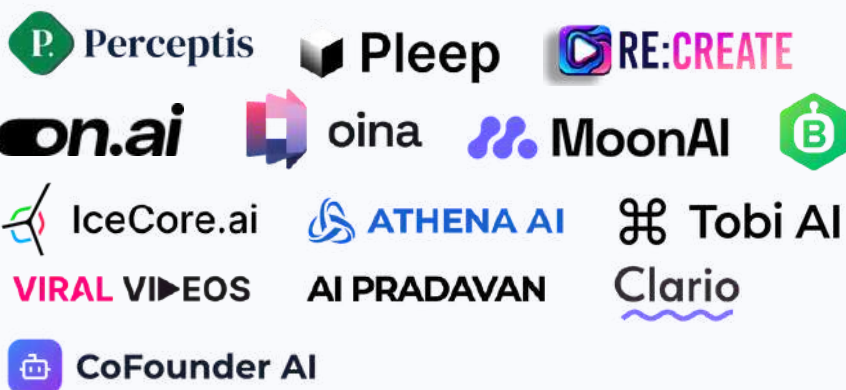 P. Perceptis Pleep RE:CREATE
on.ai oina MoonAI B
IceCore.ai ATHENA AI Tobi AI
VIRAL VIDEOS AI PRADAVAN Clario
CoFounder AI